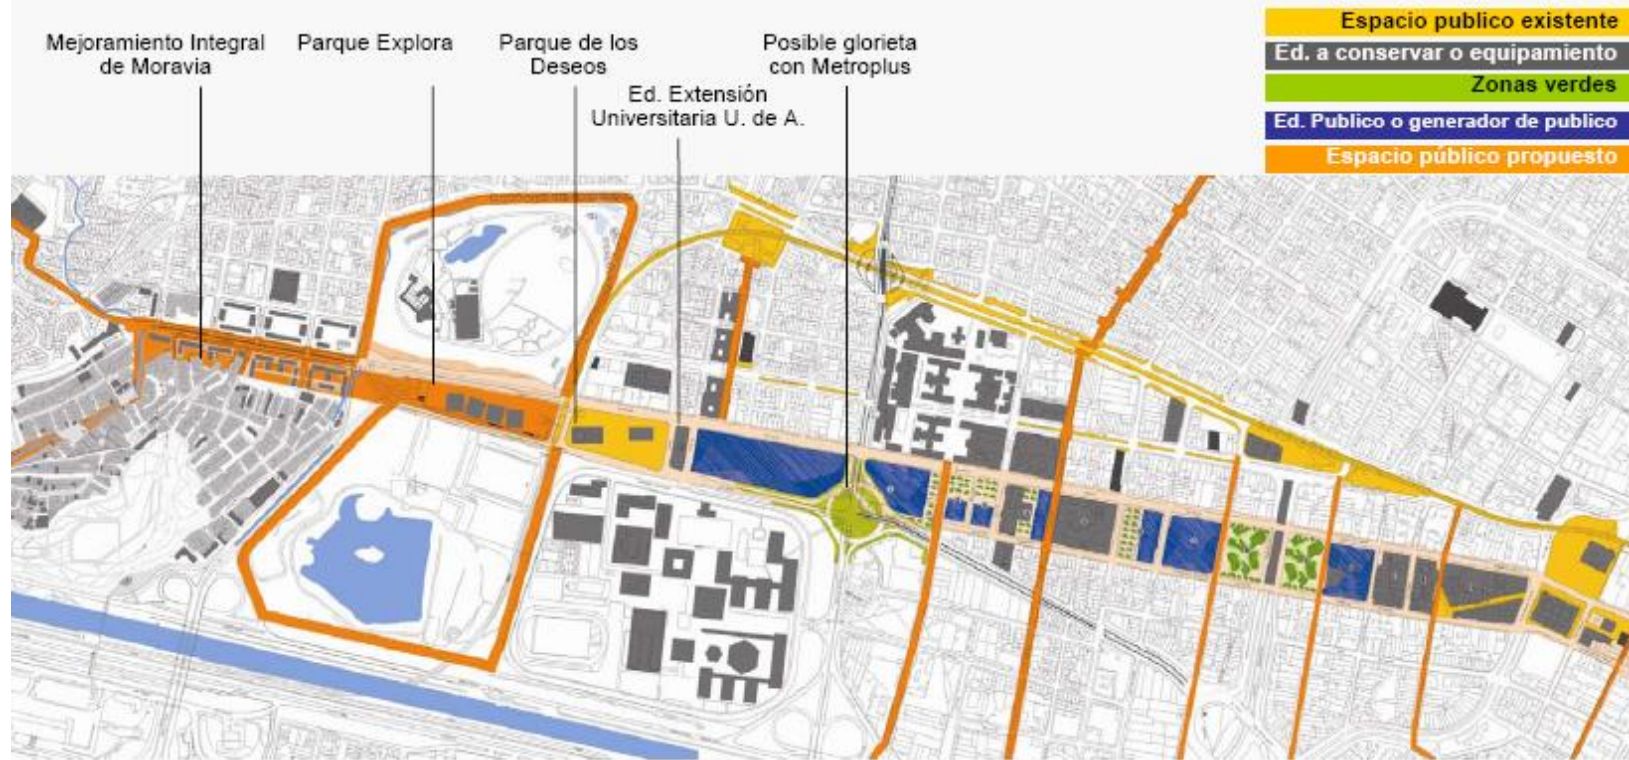 Mejoramiento Integral
de Moravia
Parque Explora
Parque de los
Deseos
Ed. Extensión
Universitaria U. de A.
Posible glorieta
con Metroplus
Espacio publico existente
Ed. a conservar o equipamiento
Zonas verdes
Ed. Publico o generador de publico
Espacio público propuesto